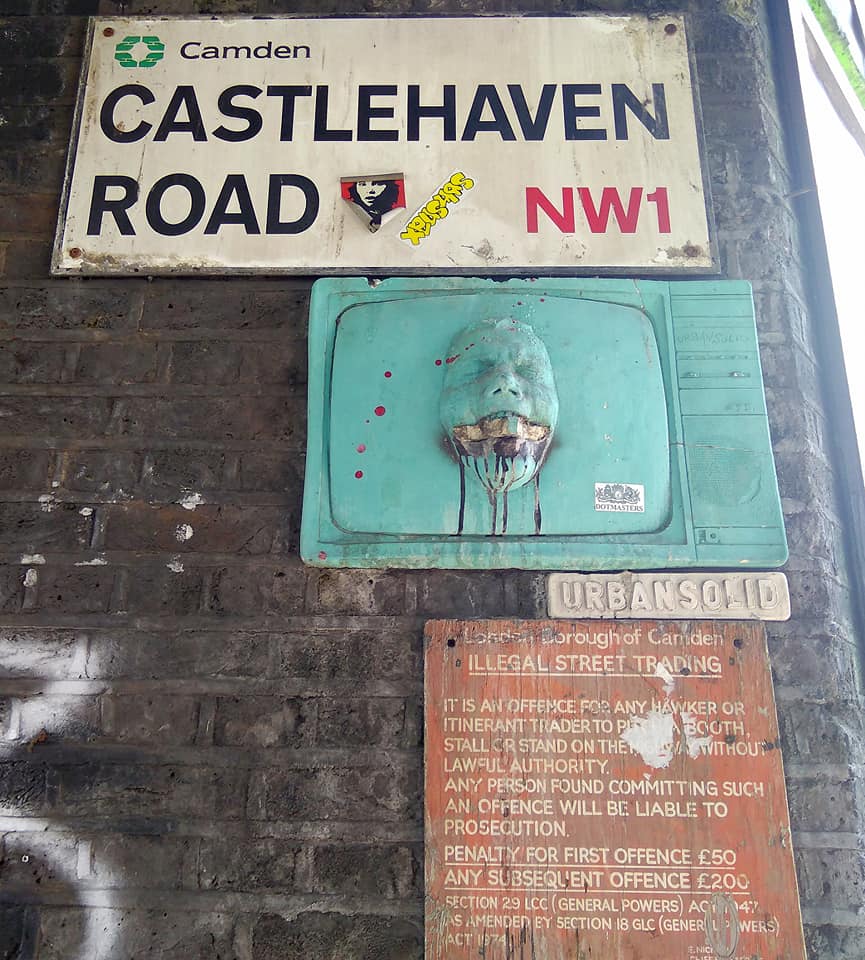 Camden
CASTLEHAVEN
ROAD
NW1
URBANSOLID
DOTMASTERS
URBANSOLID
London Borough of Camden
ILLEGAL STREET TRADING
IT IS AN OFFENCE FOR ANY HAWKER OR
ITINERANT TRADER TO A BOOTH,
STALL OR STAND ON THE WITHOUT
LAWFUL AUTHORITY.
ANY PERSON FOUND COMMITTING SUCH
AN OFFENCE WILL BE LIABLE TO
PROSECUTION.
PENALTY FOR FIRST OFFENCE £50
ANY SUBSEQUENT OFFENCE £200
SECTION 29 LCC (GENERAL POWERS) ACT
AS AMENDED BY SECTION 18 GLC (GENERAL POWERS)
ACT 1974